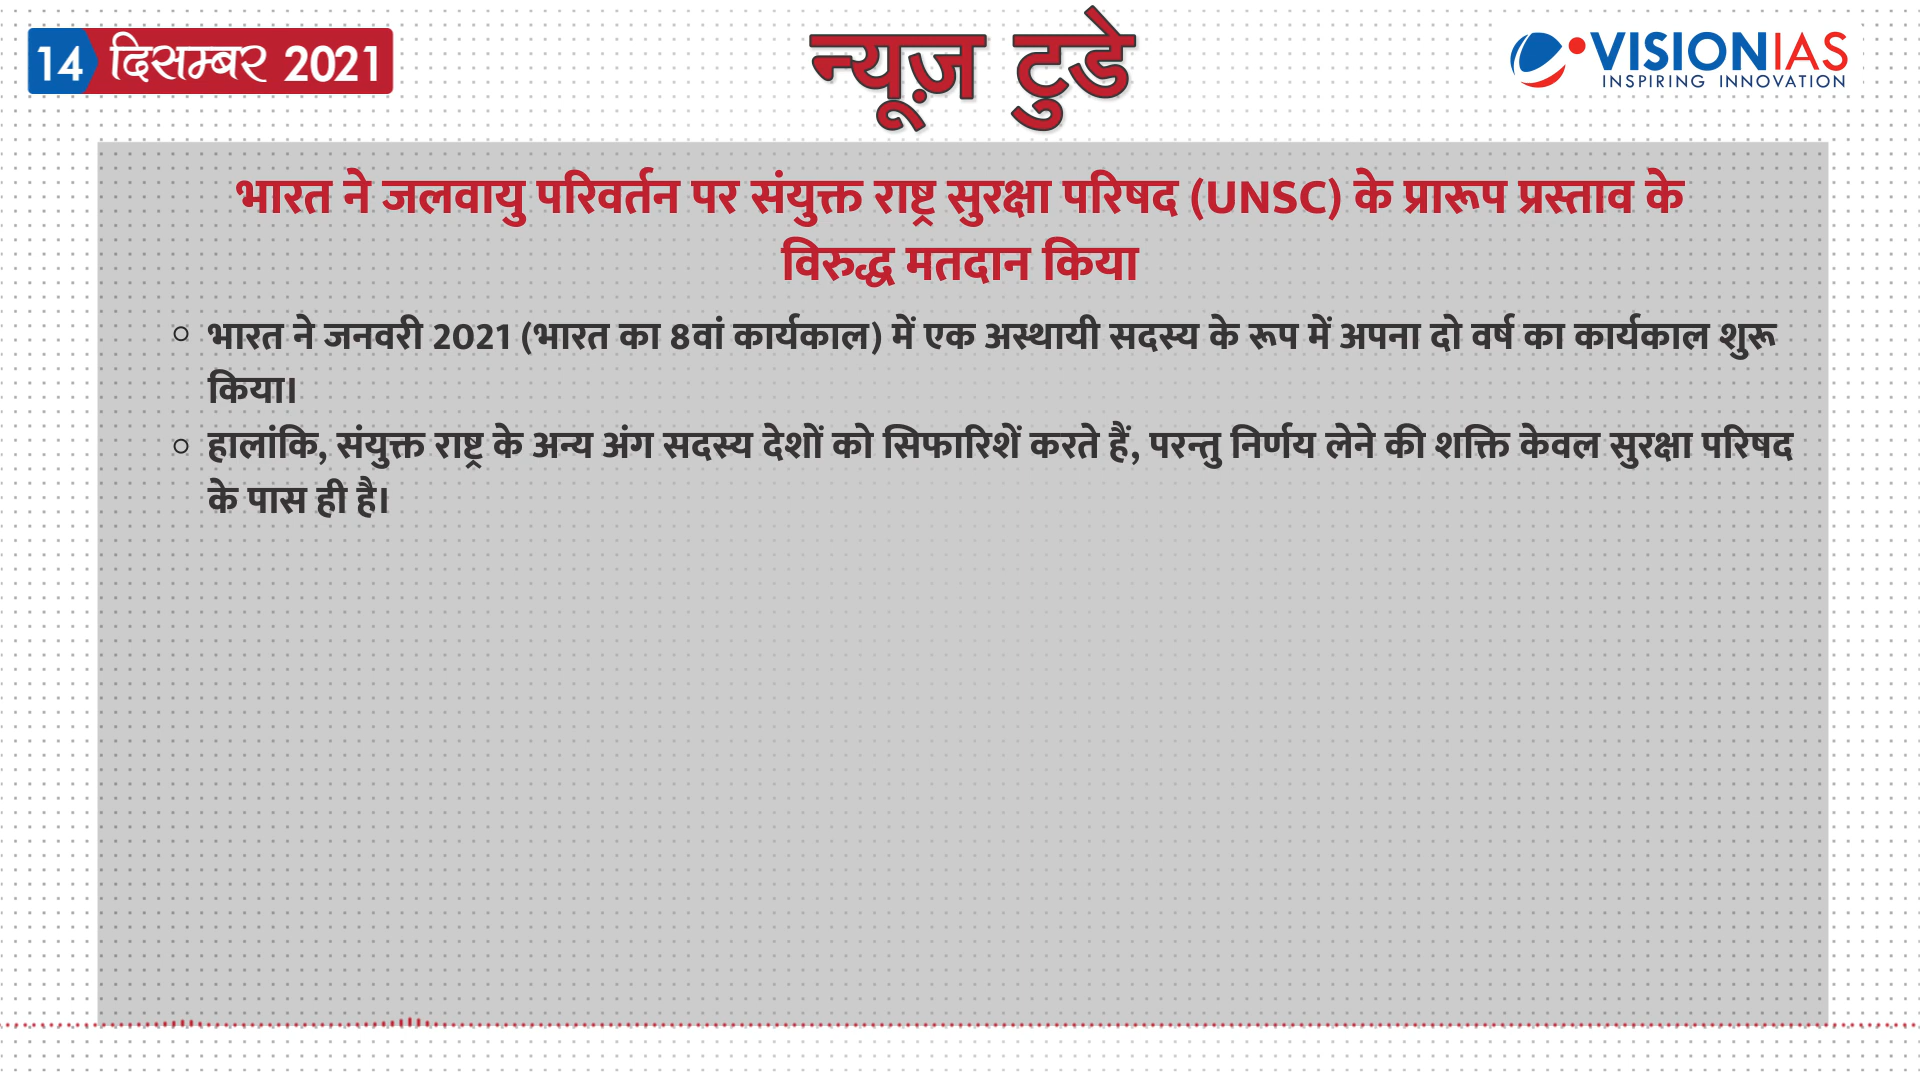 14 दिसम्बर 2021
न्यूज़ टुडे
VISIONIAS
INSPIRING INNOVATION
भारत ने जलवायु परिवर्तन पर संयुक्त राष्ट्र सुरक्षा परिषद (UNSC) के प्रारूप प्रस्ताव के
विरुद्ध मतदान किया
भारत ने जनवरी 2021 (भारत का 8वां कार्यकाल) में एक अस्थायी सदस्य के रूप में अपना दो वर्ष का कार्यकाल शुरू
किया।
हालांकि, संयुक्त राष्ट्र के अन्य अंग सदस्य देशों को सिफारिशें करते हैं, परन्तु निर्णय लेने की शक्ति केवल सुरक्षा परिषद
के पास ही है।